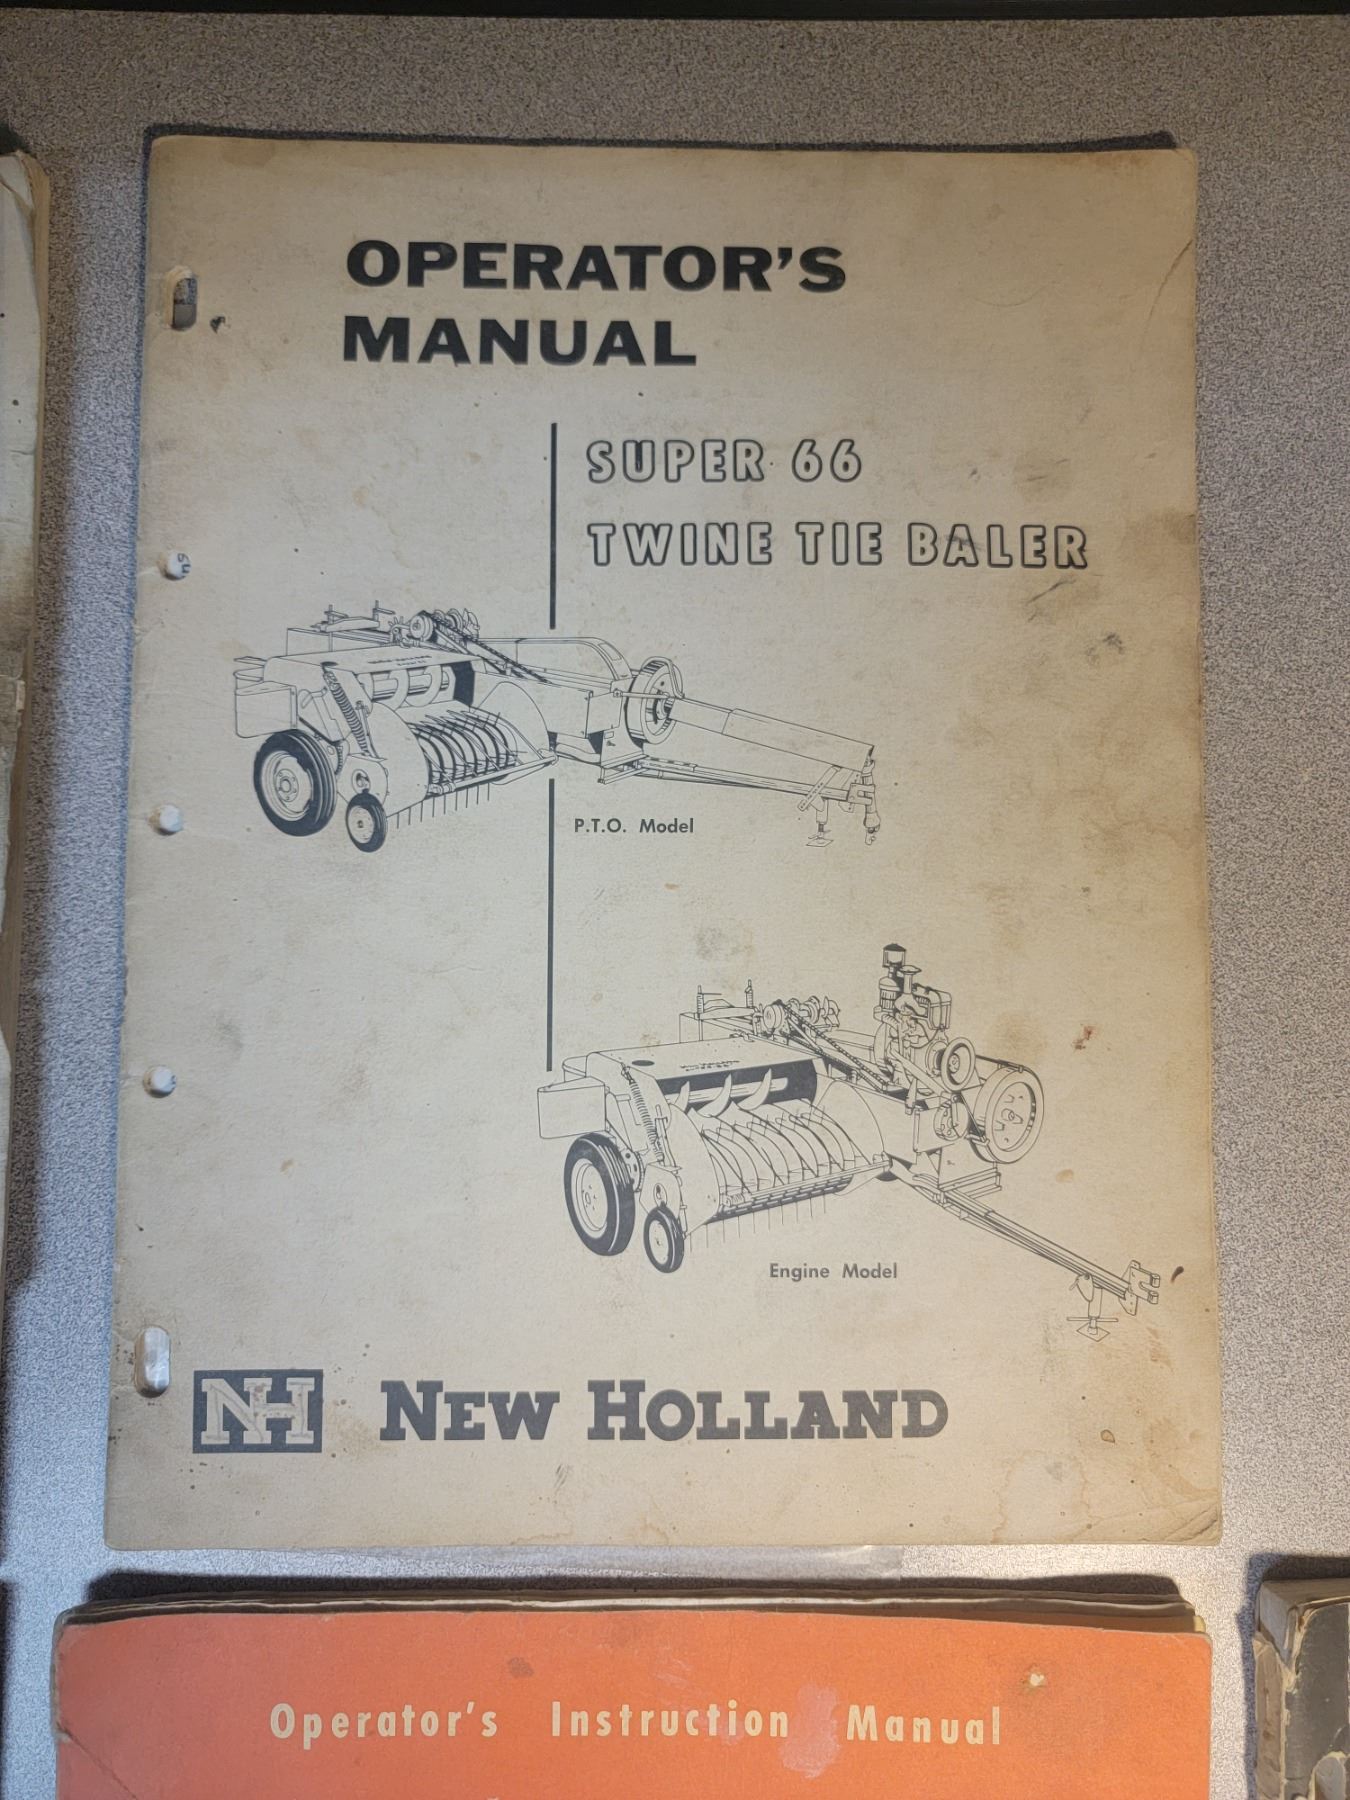 OPERATOR'S
MANUAL
SUPER 66
TWINE TIE BALER
P.T.O. Model
Engine Model
NH NEW HOLLAND
Operator's Instruction Manual